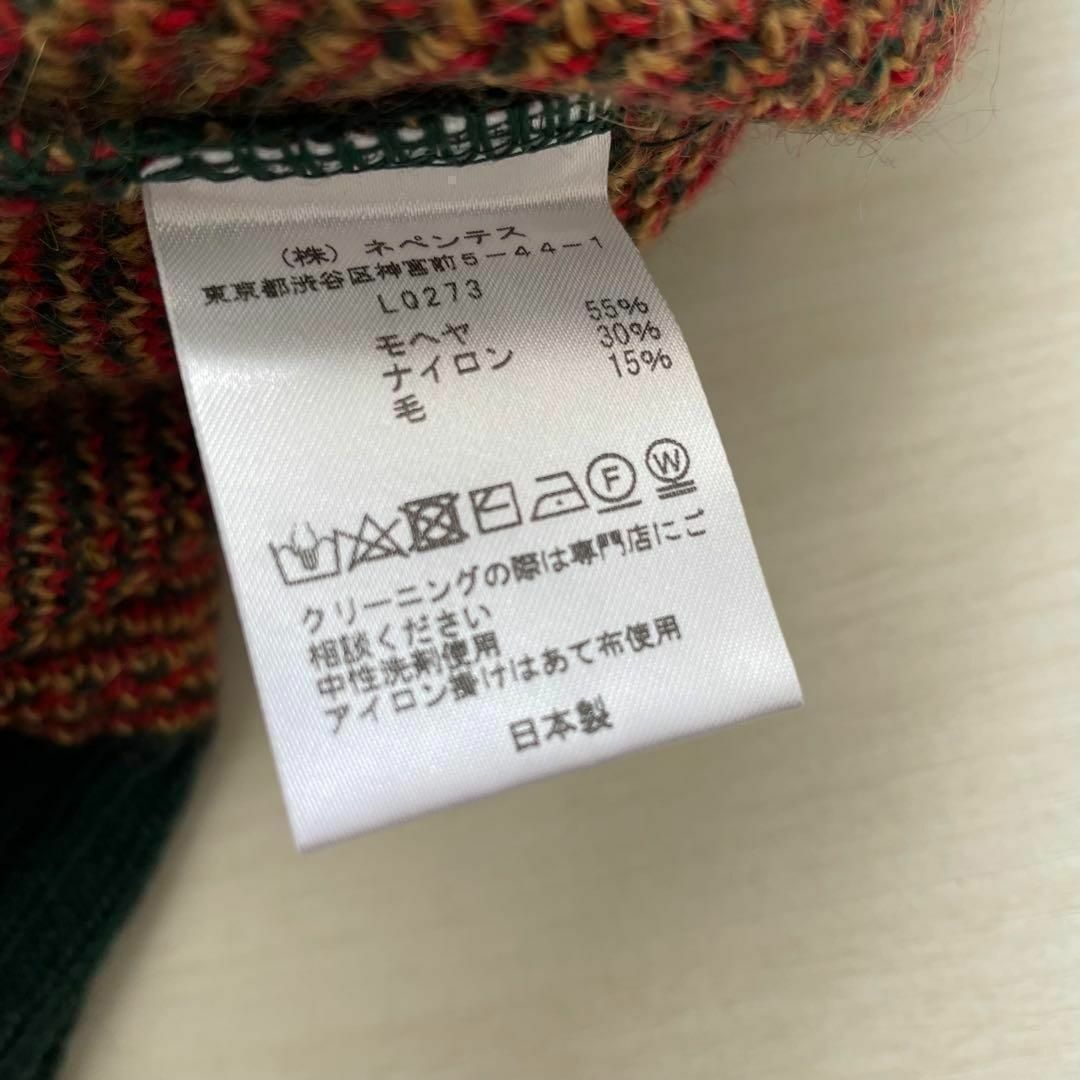 (株) ネペンテス
東京都渋谷区神宮前5-44-1
LQ273
モヘヤ 55%
ナイロン 30%
毛 15%
F W
クリーニングの際は専門店にご
相談ください
中性洗剤使用
アイロン掛けはあて布使用
日本製